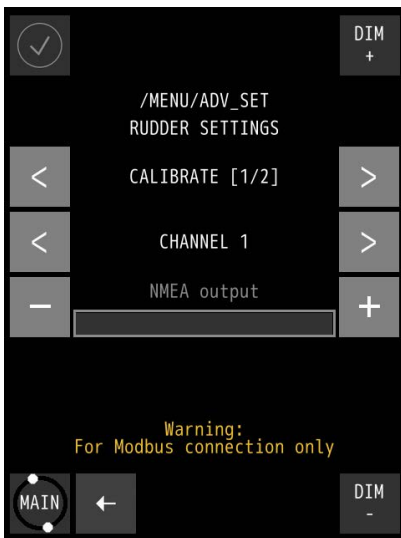 DIM
+
/MENU/ADV_SET
RUDDER SETTINGS
< CALIBRATE [1/2] >
< CHANNEL 1 >
NMEA output
- +
Warning:
For Modbus connection only
MAIN ←
DIM
-